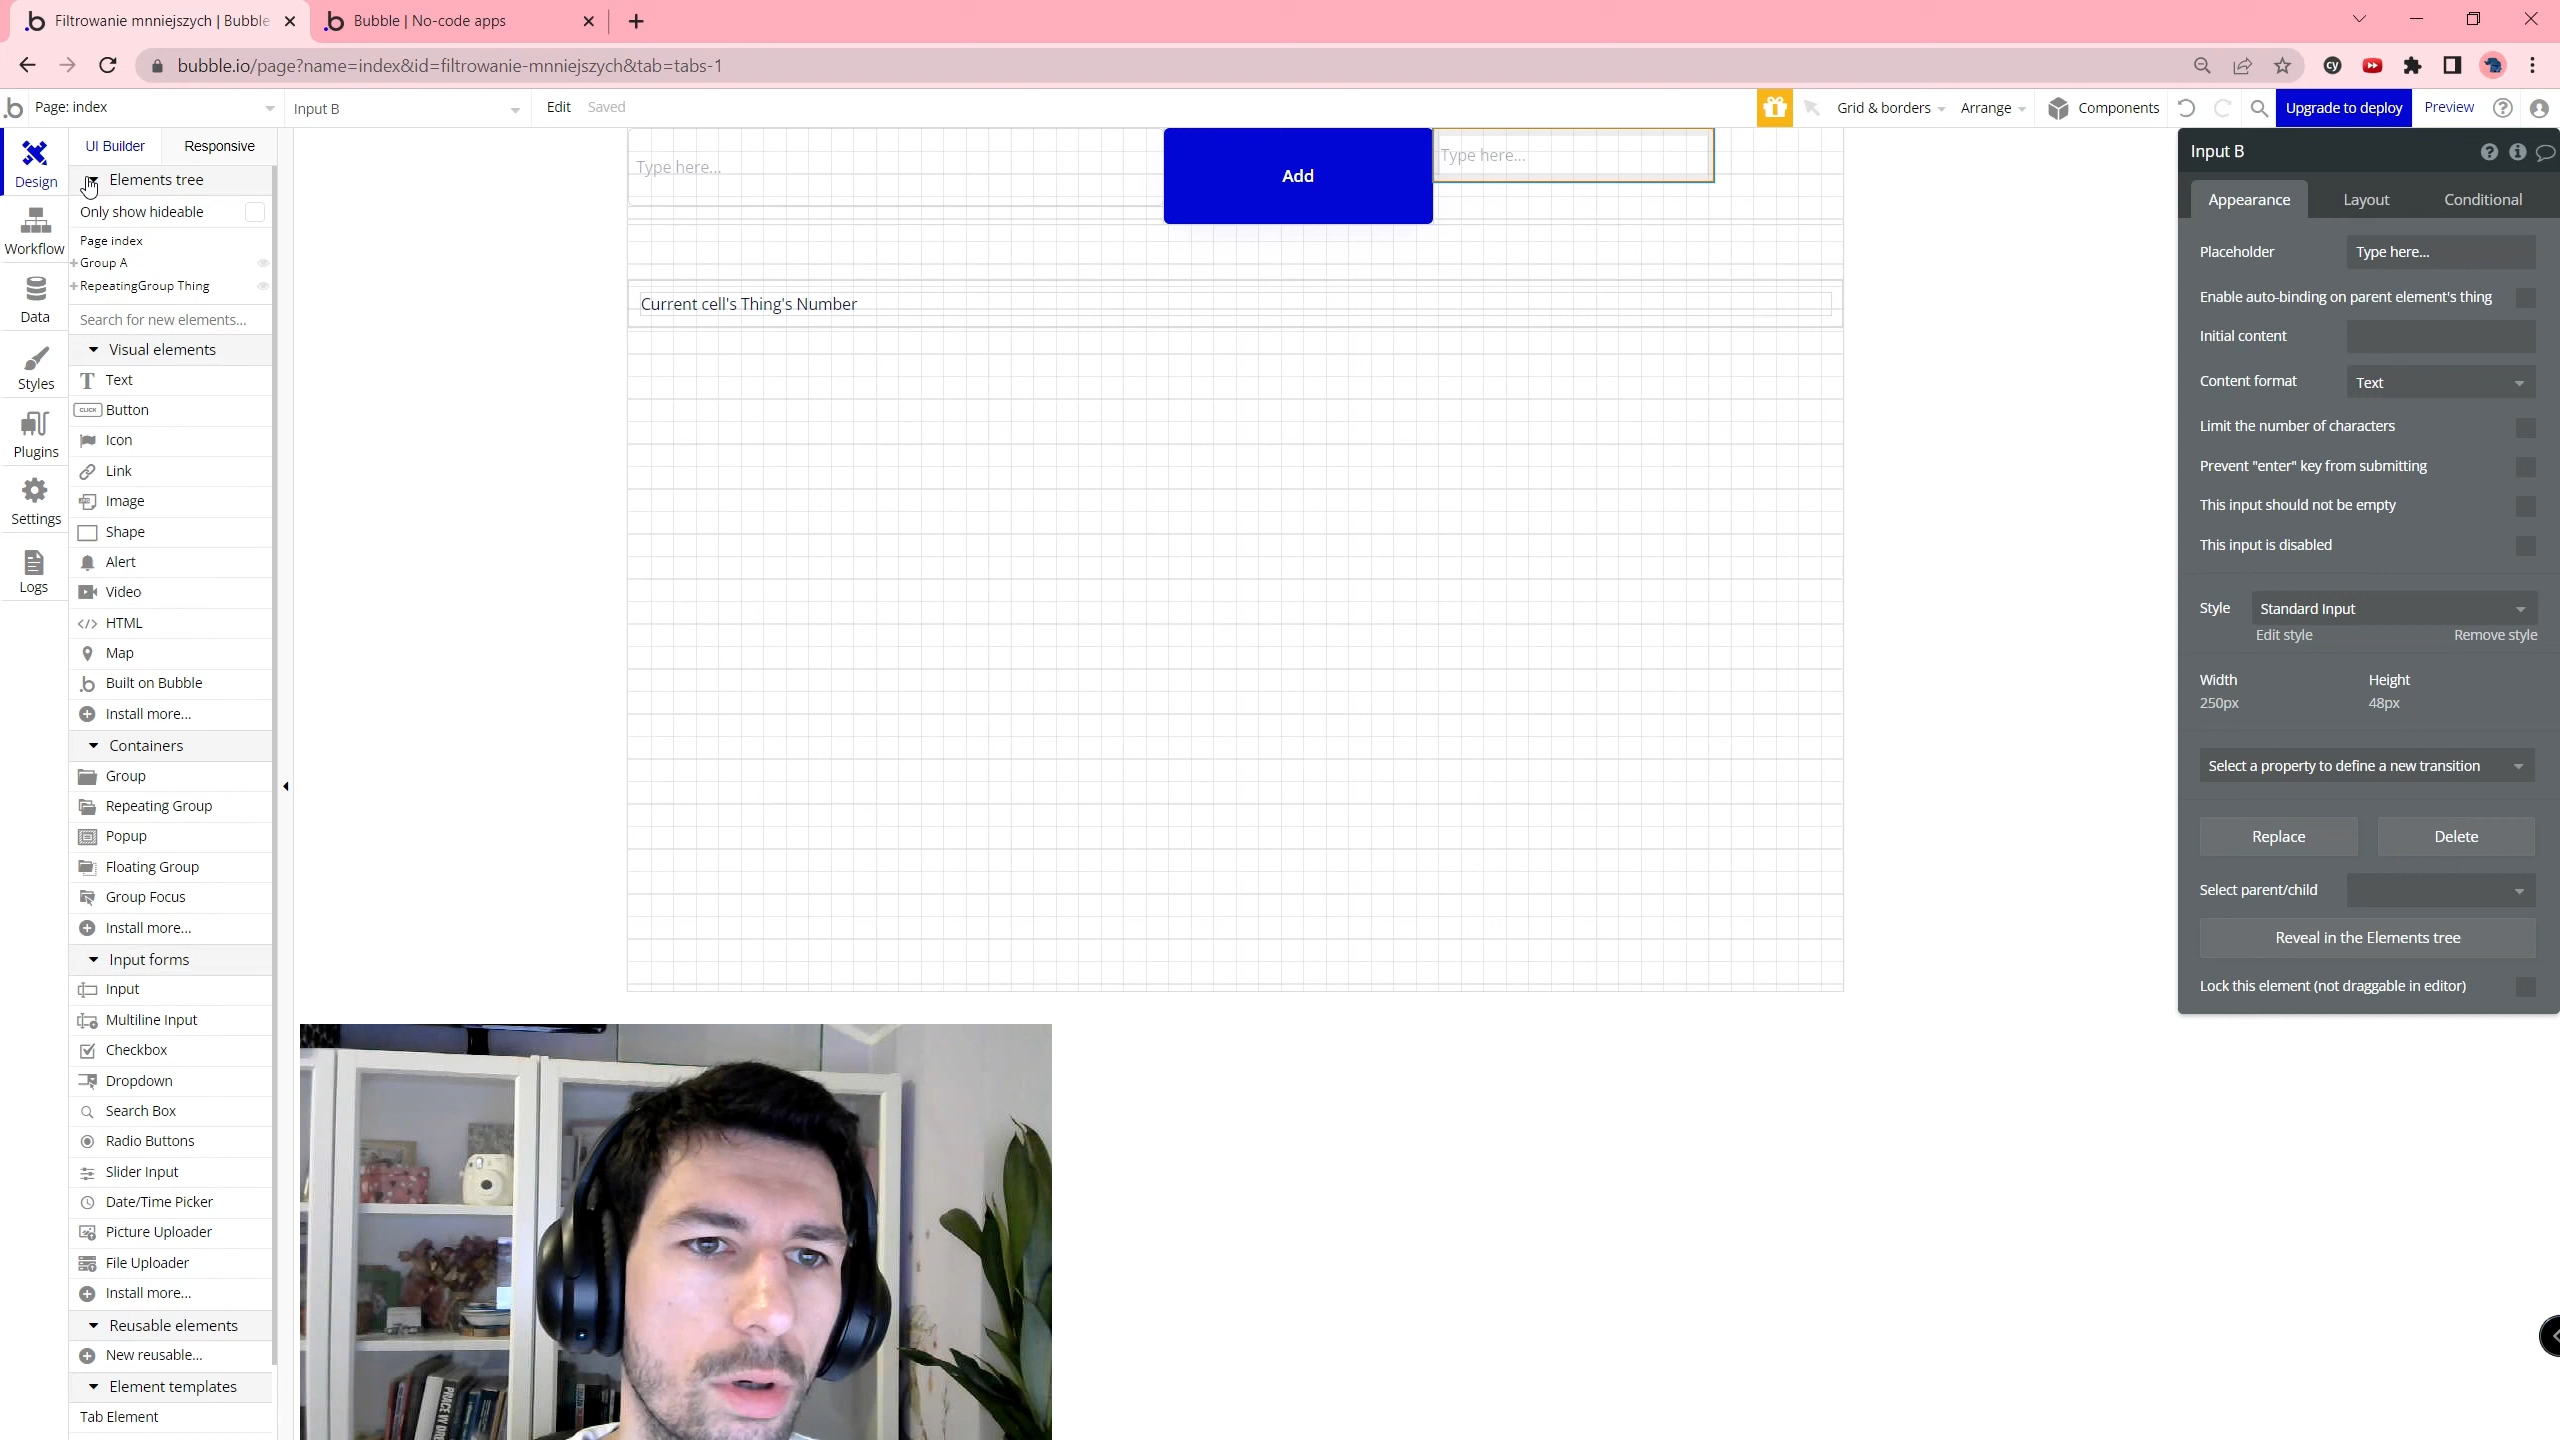 Filtrowanie mnniejszych | Bubble
Bubble | No-code apps
bubble.io/page?name=index&id=filtrowanie-mnniejszych&tab=tabs-1
Page: index
Input B
Edit
Saved
Grid & borders
Arrange
Components
Upgrade to deploy
Preview
Design
Workflow
Data
Styles
Plugins
Settings
Logs
UI Builder
Responsive
Elements tree
Only show hideable
Page index
Group A
RepeatingGroup Thing
Search for new elements...
Visual elements
Text
CLICK
Button
Icon
Link
Image
Shape
Alert
Video
HTML
Map
Built on Bubble
Install more...
Containers
Group
Repeating Group
Popup
Floating Group
Group Focus
Install more...
Input forms
Input
Multiline Input
Checkbox
Dropdown
Search Box
Radio Buttons
Slider Input
Date/Time Picker
Picture Uploader
File Uploader
Install more...
Reusable elements
New reusable...
Element templates
Tab Element
Type here...
Add
Type here...
Current cell's Thing's Number
Input B
Appearance
Layout
Conditional
Placeholder
Type here...
Enable auto-binding on parent element's thing
Initial content
Content format
Text
Limit the number of characters
Prevent "enter" key from submitting
This input should not be empty
This input is disabled
Style
Standard Input
Edit style
Remove style
Width
Height
250px
48px
Select a property to define a new transition
Replace
Delete
Select parent/child
Reveal in the Elements tree
Lock this element (not draggable in editor)